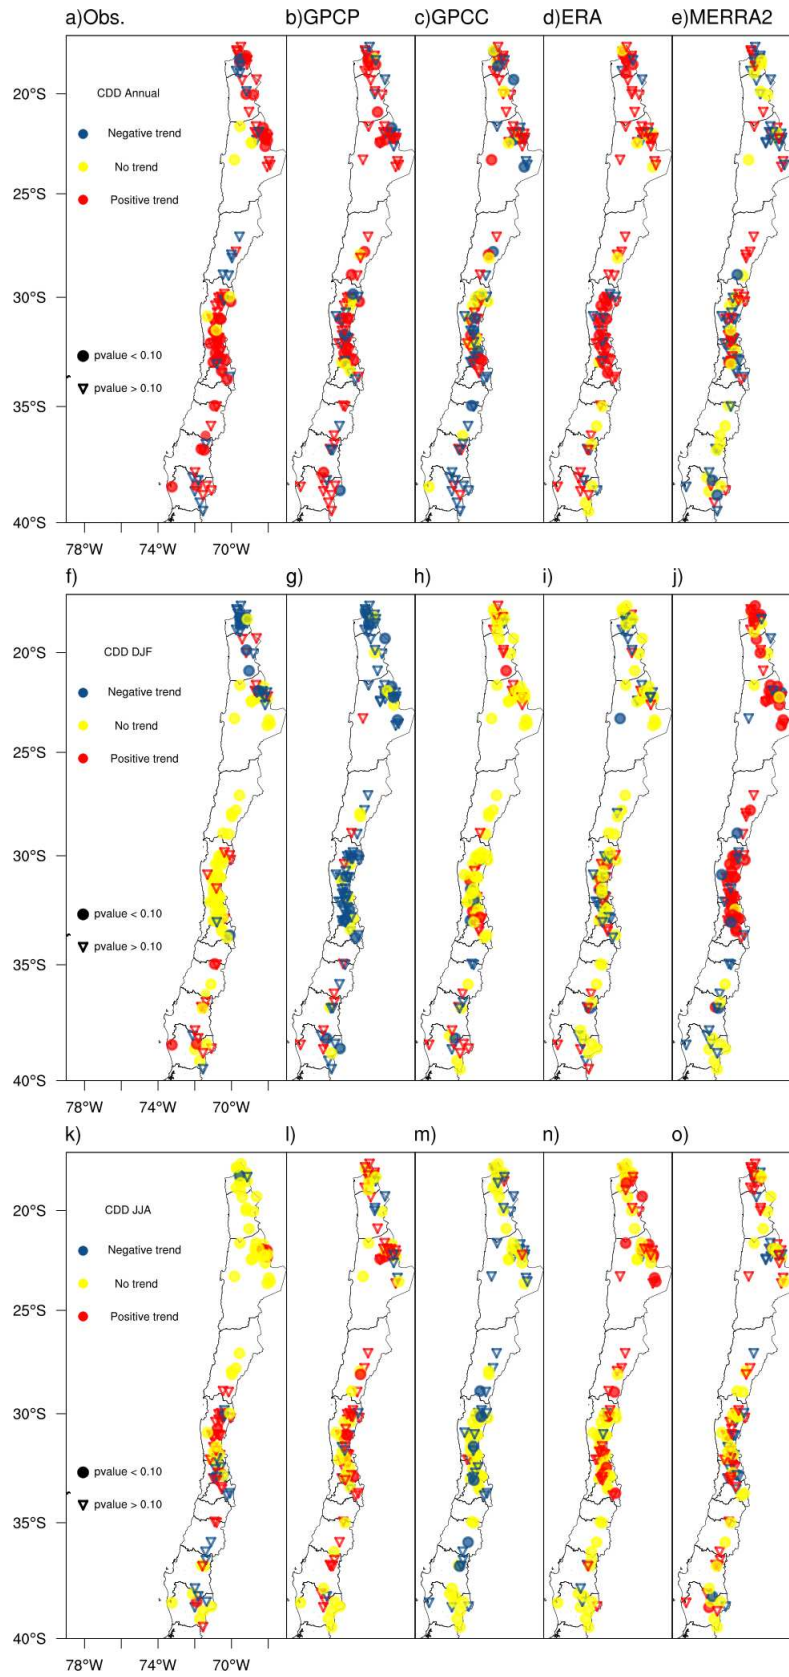 a)Obs. b)GPCP c)GPCC d)ERA e)MERRA2
CDD Annual
20°S
Negative trend
No trend
25°S
Positive trend
30°S
pvalue < 0.10
pvalue > 0.10
35°S
40°S
78°W 74°W 70°W
f) g) h) i) j)
20°S
CDD DJF
Negative trend
No trend
25°S
Positive trend
30°S
pvalue < 0.10
pvalue > 0.10
35°S
40°S
78°W 74°W 70°W
k) l) m) n) o)
20°S
CDD JJA
Negative trend
No trend
25°S
Positive trend
30°S
pvalue < 0.10
pvalue > 0.10
35°S
40°S
78°W 74°W 70°W